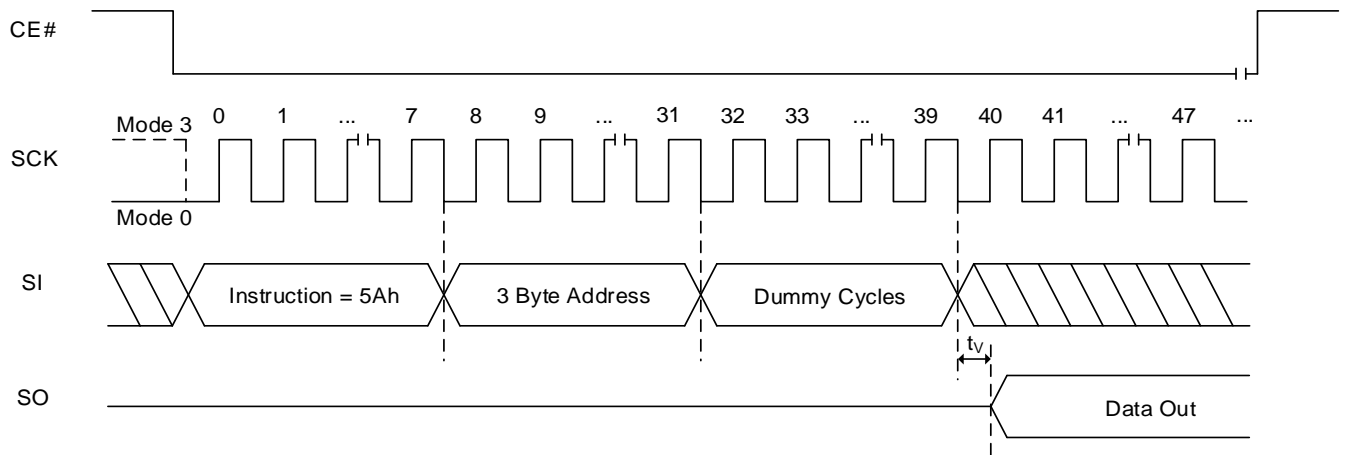 CE#
0 1 ... 7 8 9 ... 31 32 33 ... 39 40 41 ... 47 ...
Mode 3
SCK
Mode 0
SI
Instruction = 5Ah
3 Byte Address
Dummy Cycles
tV
SO
Data Out